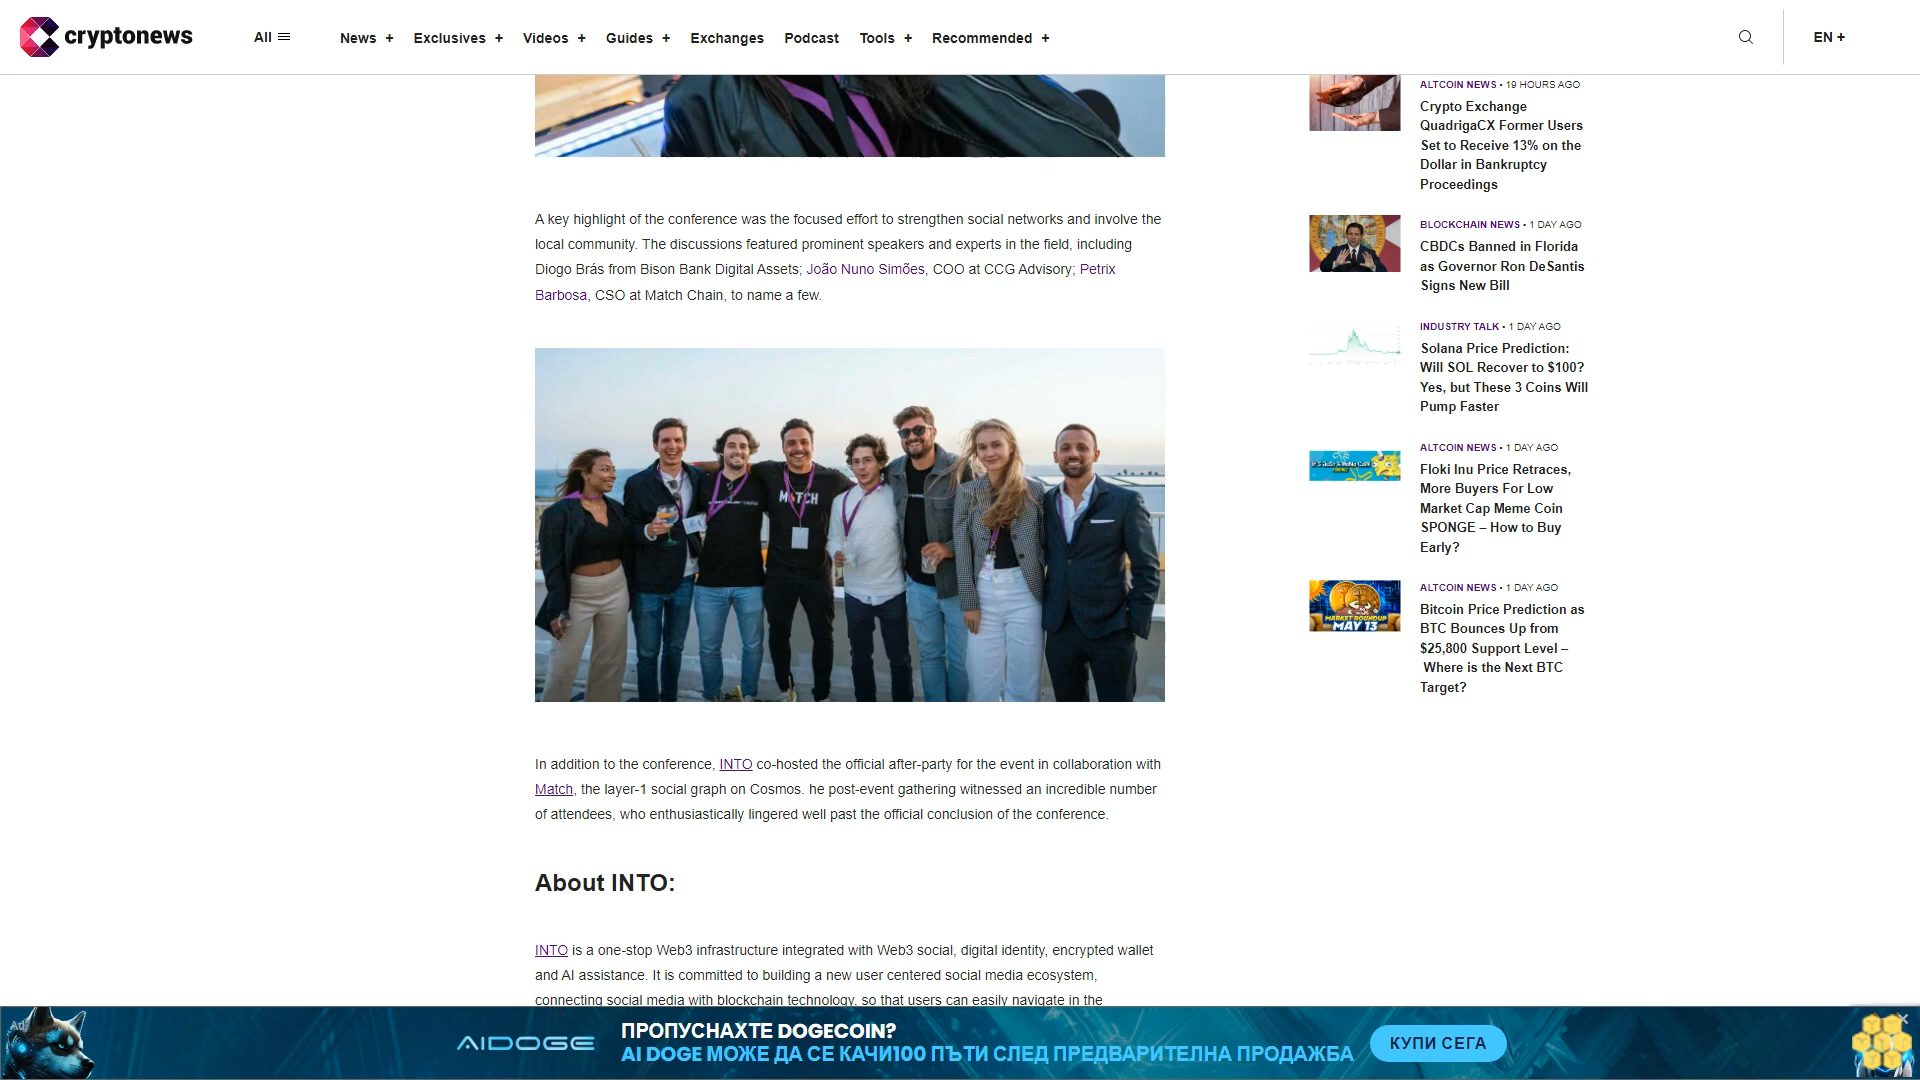 cryptonews
All
News +
Exclusives +
Videos +
Guides +
Exchanges
Podcast
Tools +
Recommended +
EN +
A key highlight of the conference was the focused effort to strengthen social networks and involve the
local community. The discussions featured prominent speakers and experts in the field, including
Diogo Brás from Bison Bank Digital Assets; João Nuno Simões, COO at CCG Advisory; Petrix
Barbosa, CSO at Match Chain, to name a few.
MATCH
In addition to the conference, INTO co-hosted the official after-party for the event in collaboration with
Match, the layer-1 social graph on Cosmos. he post-event gathering witnessed an incredible number
of attendees, who enthusiastically lingered well past the official conclusion of the conference.
About INTO:
INTO is a one-stop Web3 infrastructure integrated with Web3 social, digital identity, encrypted wallet
and AI assistance. It is committed to building a new user centered social media ecosystem,
connecting social media with blockchain technology, so that users can easily navigate in the
ALTCOIN NEWS • 19 HOURS AGO
Crypto Exchange
QuadrigaCX Former Users
Set to Receive 13% on the
Dollar in Bankruptcy
Proceedings
BLOCKCHAIN NEWS • 1 DAY AGO
CBDCs Banned in Florida
as Governor Ron DeSantis
Signs New Bill
INDUSTRY TALK • 1 DAY AGO
Solana Price Prediction:
Will SOL Recover to $100?
Yes, but These 3 Coins Will
Pump Faster
ALTCOIN NEWS • 1 DAY AGO
Floki Inu Price Retraces,
More Buyers For Low
Market Cap Meme Coin
SPONGE – How to Buy
Early?
MARKET ROUNDUP
MAY 13
ALTCOIN NEWS • 1 DAY AGO
Bitcoin Price Prediction as
BTC Bounces Up from
$25,800 Support Level –
Where is the Next BTC
Target?
Ad
AIDOGE
ПРОПУСНАХТЕ DOGECOIN?
AI DOGE МОЖЕ ДА СЕ КАЧИ100 ПЪТИ СЛЕД ПРЕДВАРИТЕЛНА ПРОДАЖБА
КУПИ СЕГА